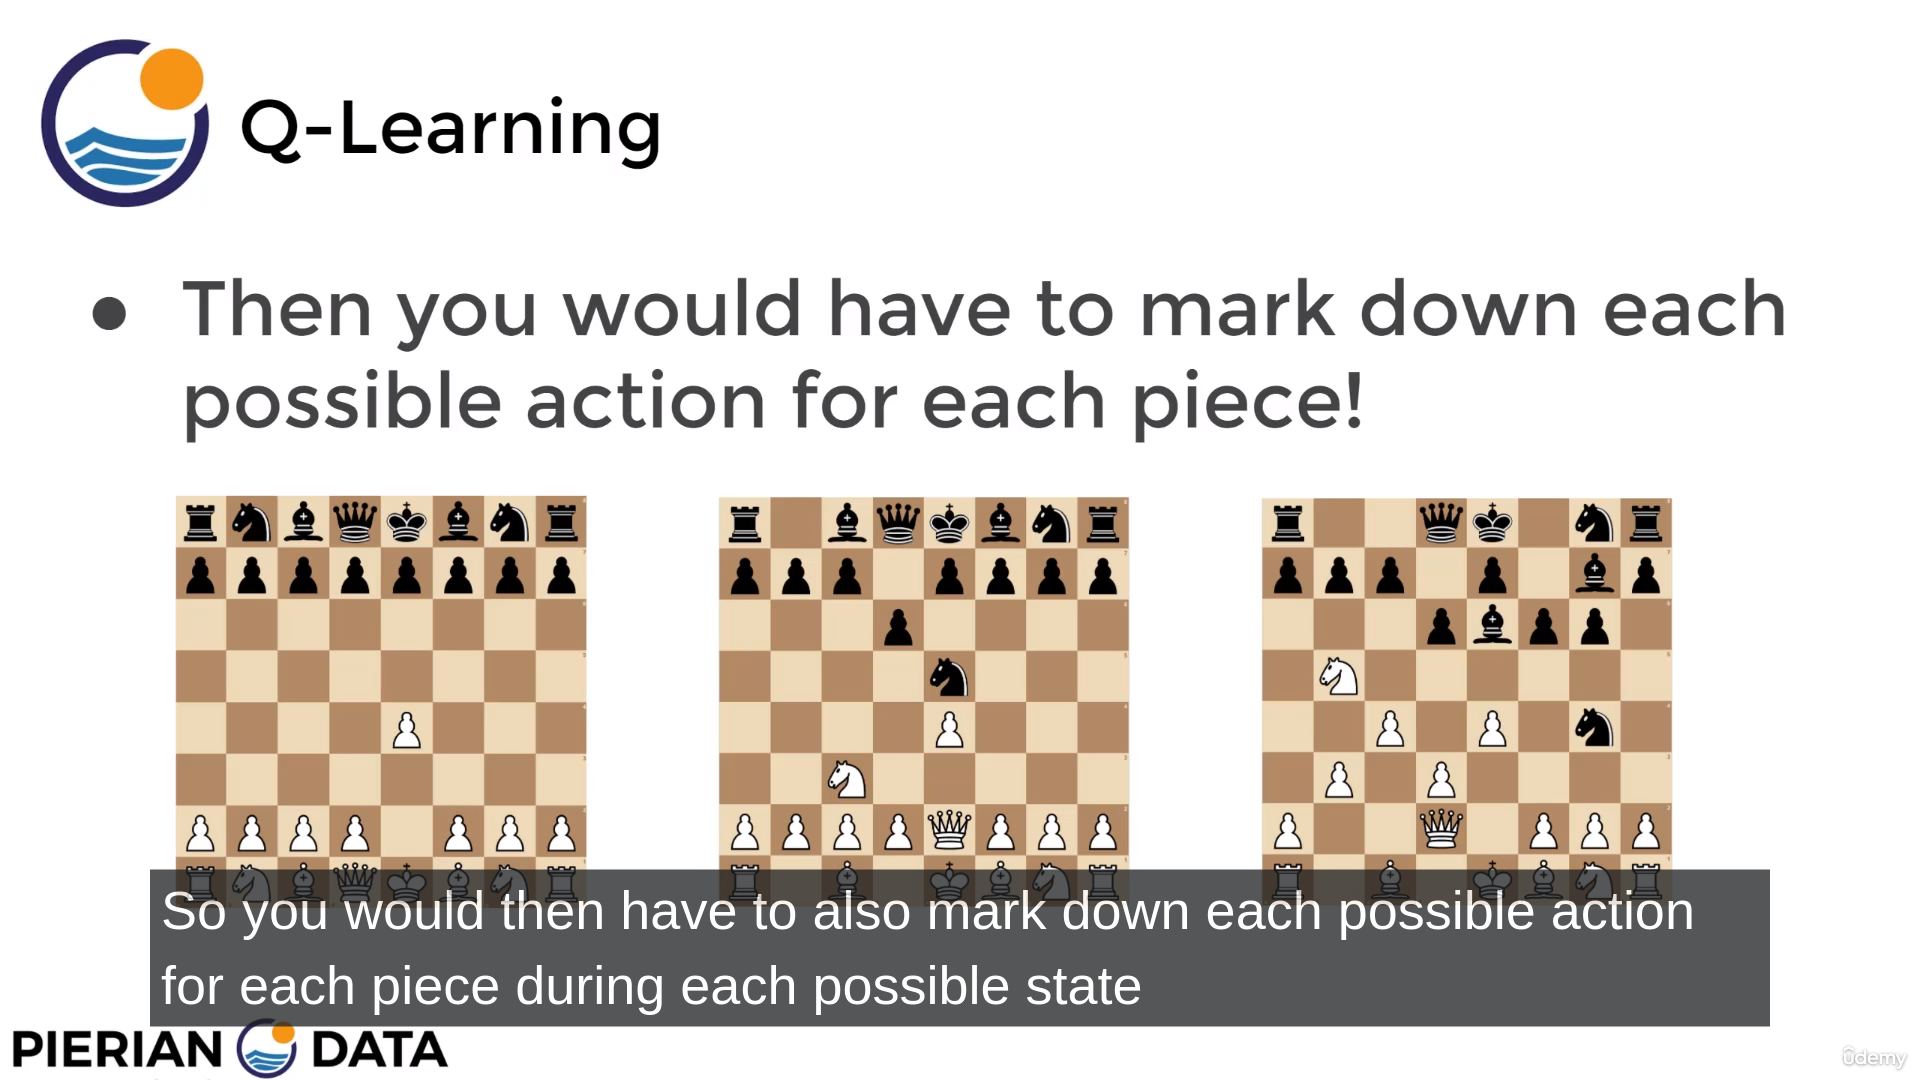 Q-Learning
● Then you would have to mark down each
possible action for each piece!
So you would then have to also mark down each possible action
for each piece during each possible state
PIERIAN DATA
ûdemy